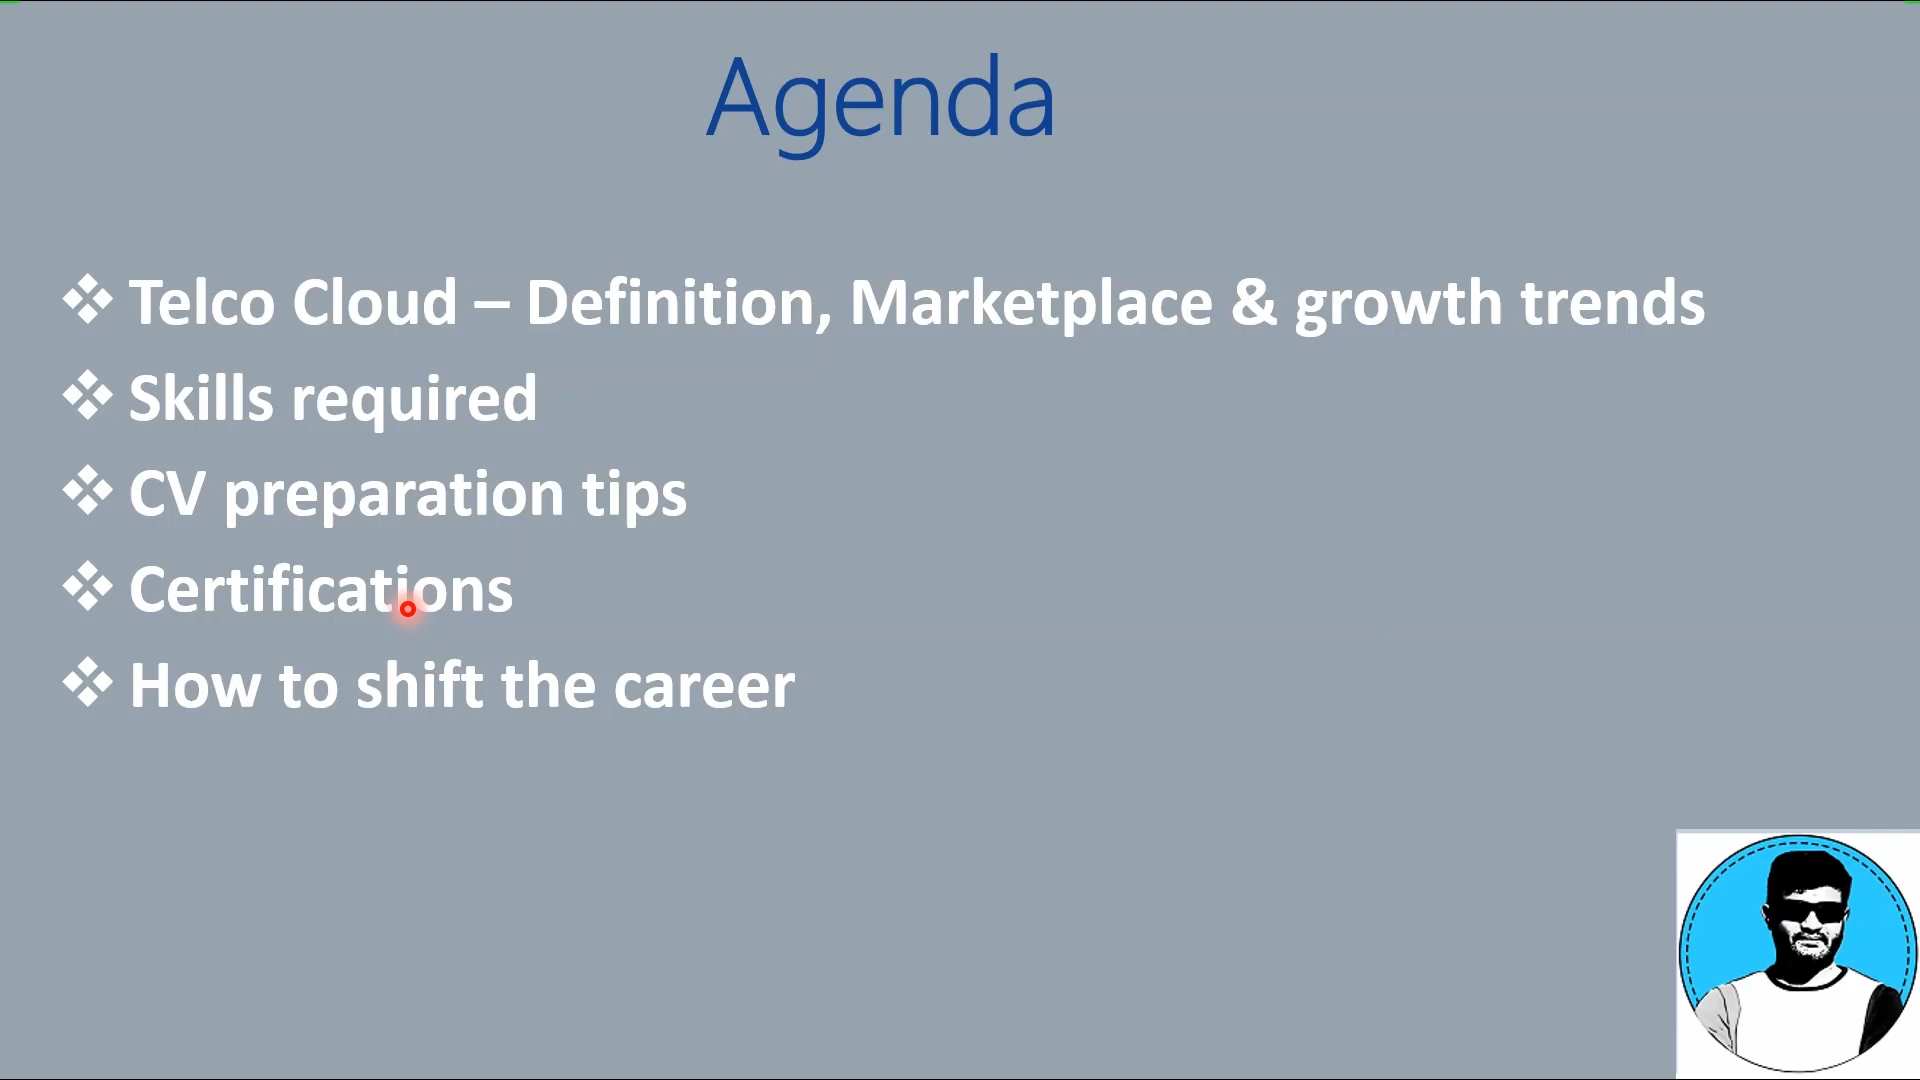 Agenda
Telco Cloud – Definition, Marketplace & growth trends
Skills required
CV preparation tips
Certifications
How to shift the career